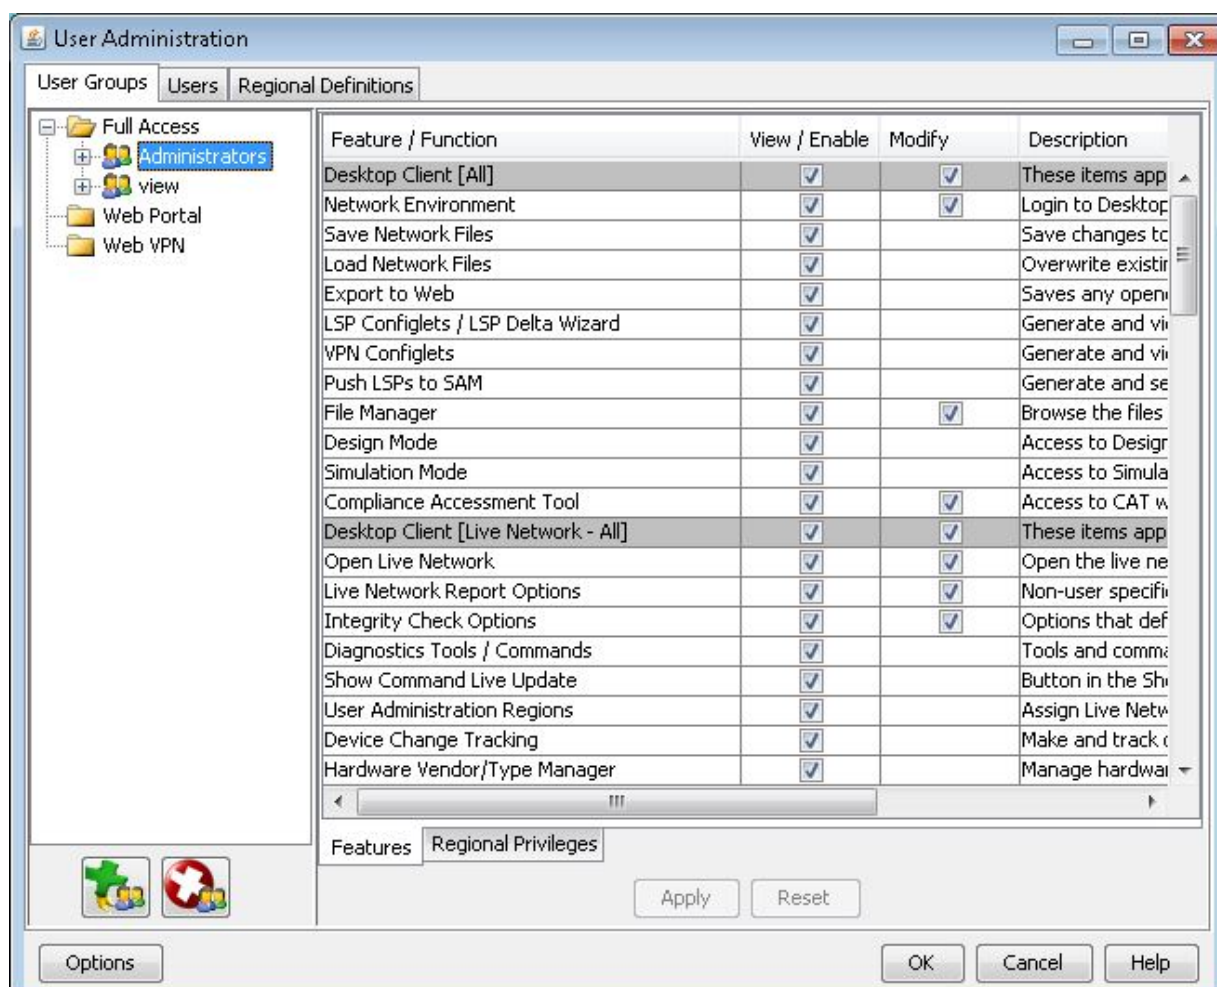 User Administration
User Groups Users Regional Definitions
Full Access
Administrators
view
Web Portal
Web VPN
Feature / Function View / Enable Modify Description
Desktop Client [All] These items app
Network Environment Login to Desktop
Save Network Files Save changes to
Load Network Files Overwrite existin
Export to Web Saves any open
LSP Configlets / LSP Delta Wizard Generate and vi
VPN Configlets Generate and vi
Push LSPs to SAM Generate and se
File Manager Browse the files
Design Mode Access to Design
Simulation Mode Access to Simula
Compliance Accessment Tool Access to CAT w
Desktop Client [Live Network - All] These items app
Open Live Network Open the live ne
Live Network Report Options Non-user specifi
Integrity Check Options Options that def
Diagnostics Tools / Commands Tools and comma
Show Command Live Update Button in the Sh
User Administration Regions Assign Live Netw
Device Change Tracking Make and track
Hardware Vendor/Type Manager Manage hardwa
Features Regional Privileges
Apply Reset
Options OK Cancel Help